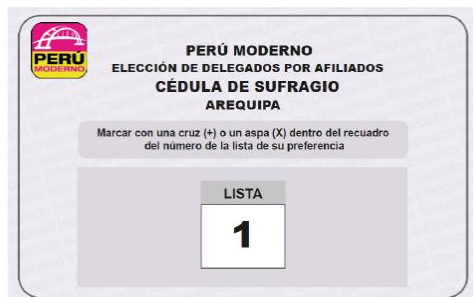 PERÚ
MODERNO
PERÚ MODERNO
ELECCIÓN DE DELEGADOS POR AFILIADOS
CÉDULA DE SUFRAGIO
AREQUIPA
Marcar con una cruz (+) o un aspa (X) dentro del recuadro
del número de la lista de su preferencia
LISTA
1